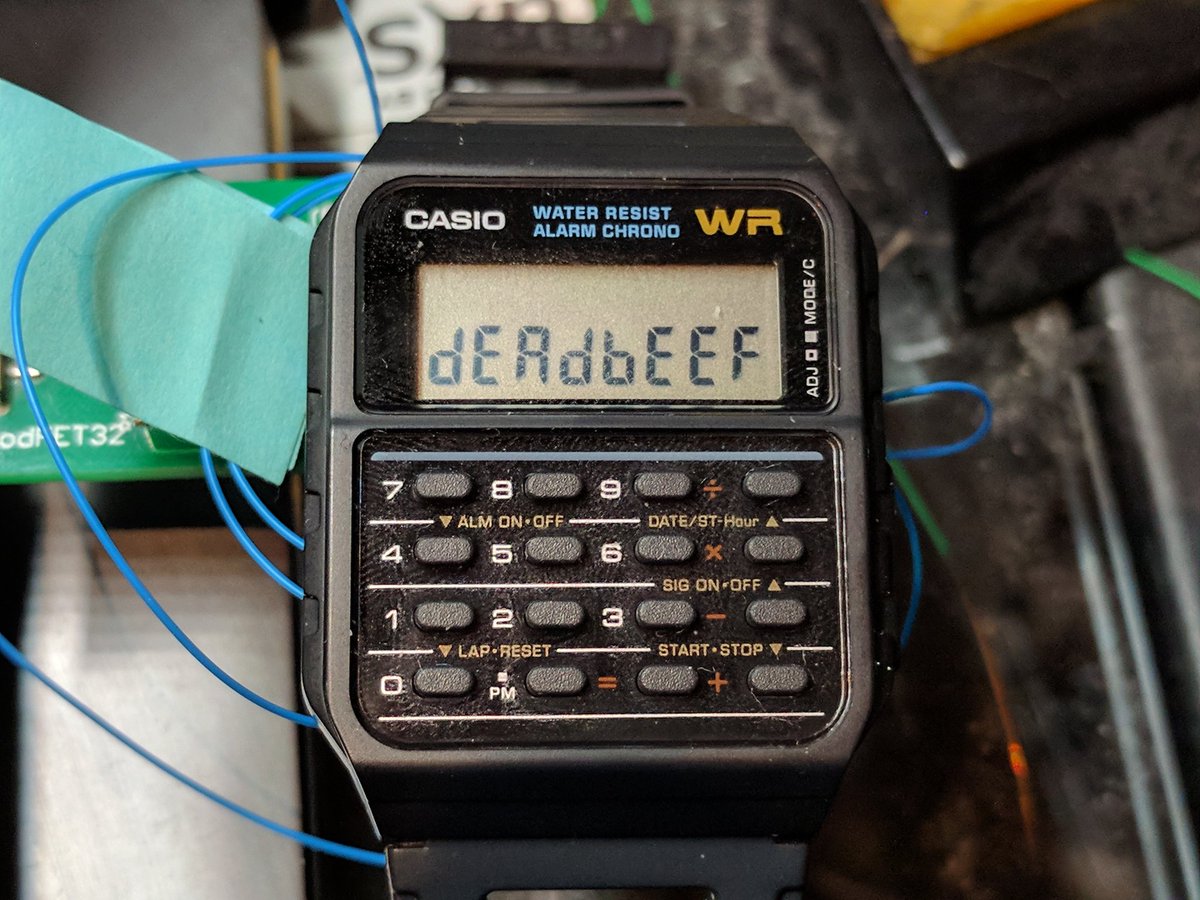 CASIO WATER RESIST WR
ALARM CHRONO
ADJ MODE/C
dEAdbEEF
odRET32
7 8 9 ÷
▼ ALM ON•OFF DATE/ST-Hour ▲
4 5 6 ×
SIG ON•OFF ▲
1 2 3 −
▼ LAP•RESET START•STOP ▼
0 PM = +